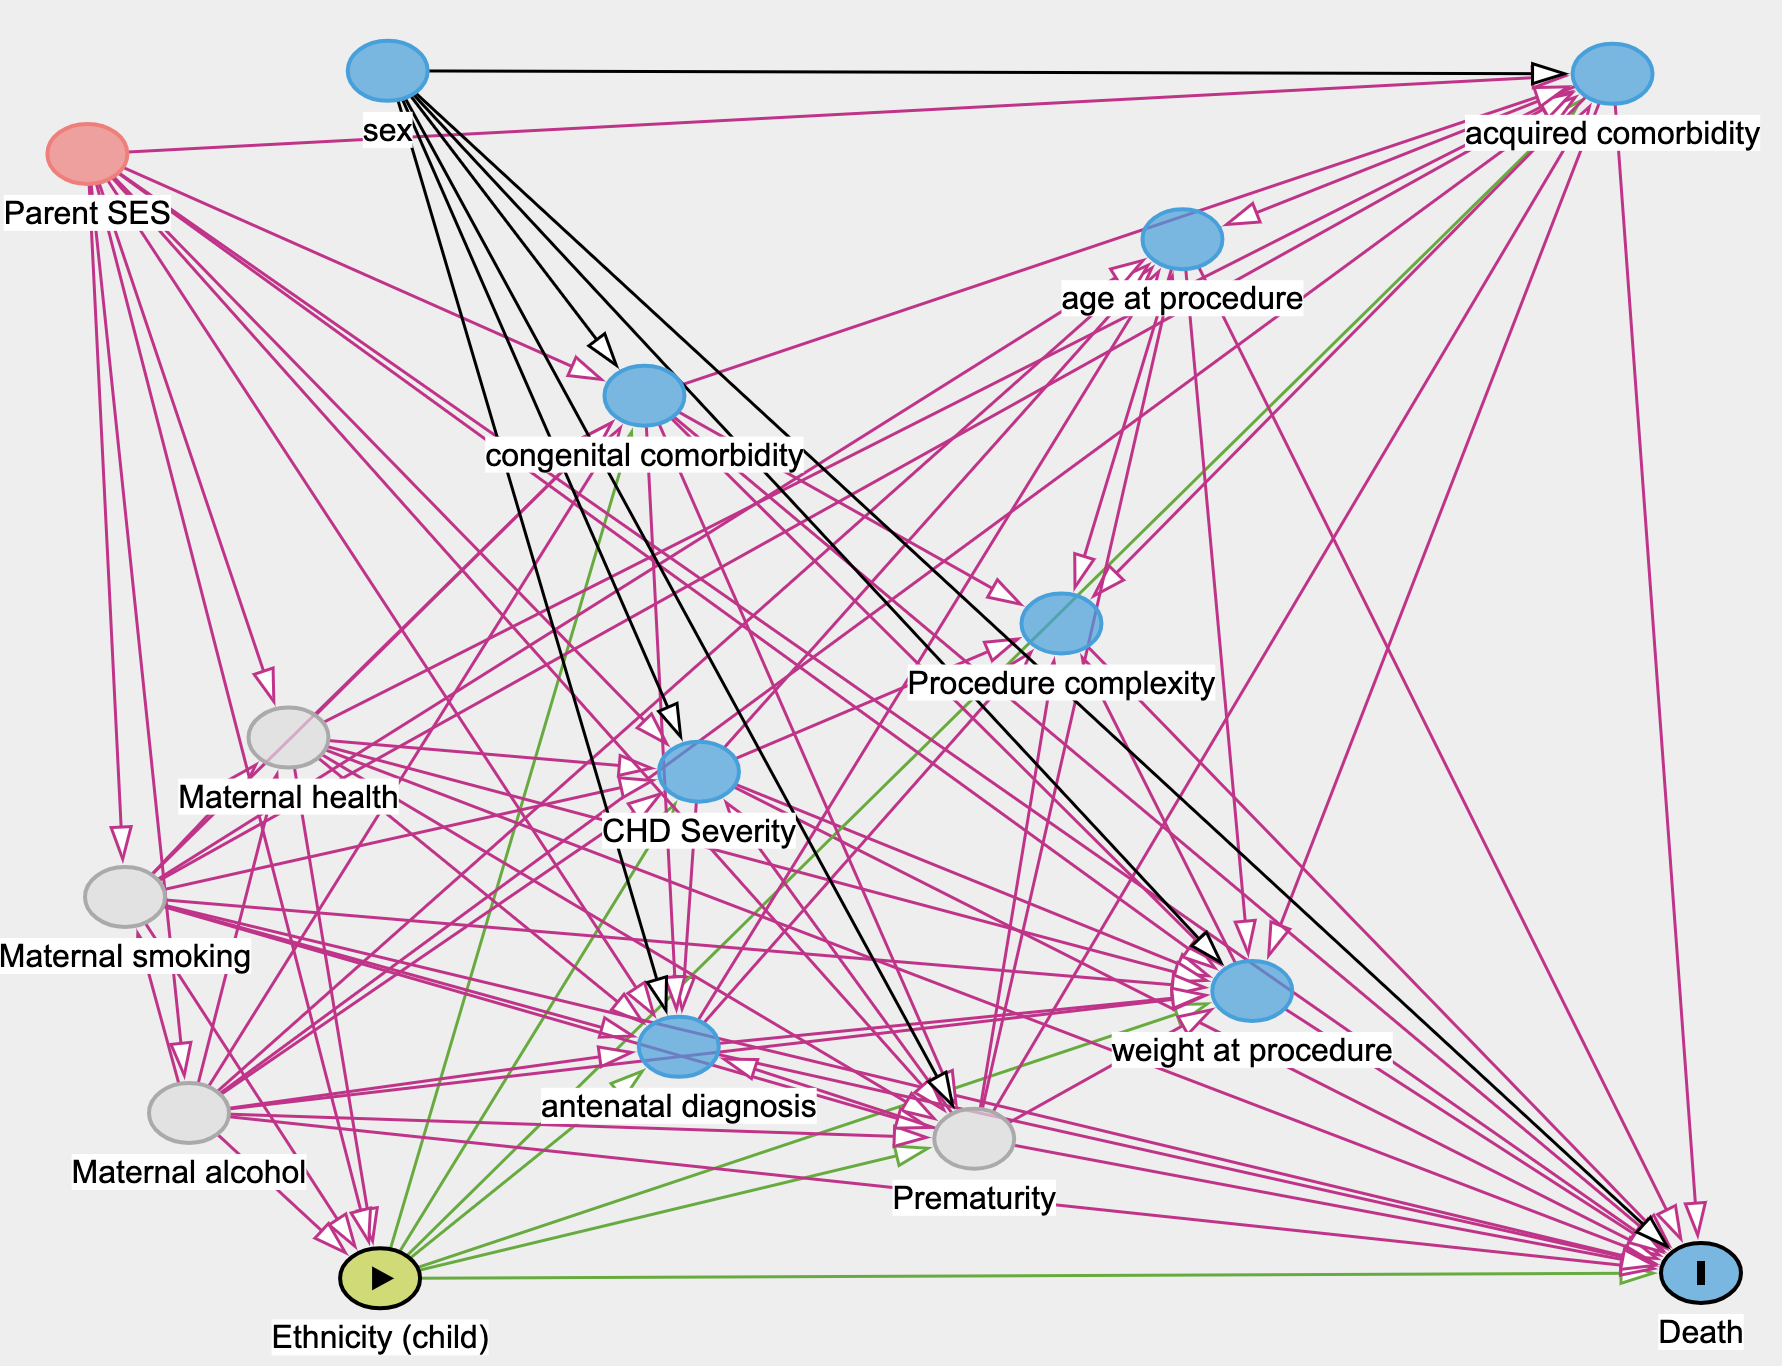 sex
acquired comorbidity
Parent SES
age at procedure
congenital comorbidity
Procedure complexity
Maternal health
CHD Severity
Maternal smoking
weight at procedure
antenatal diagnosis
Maternal alcohol
Prematurity
Ethnicity (child)
Death